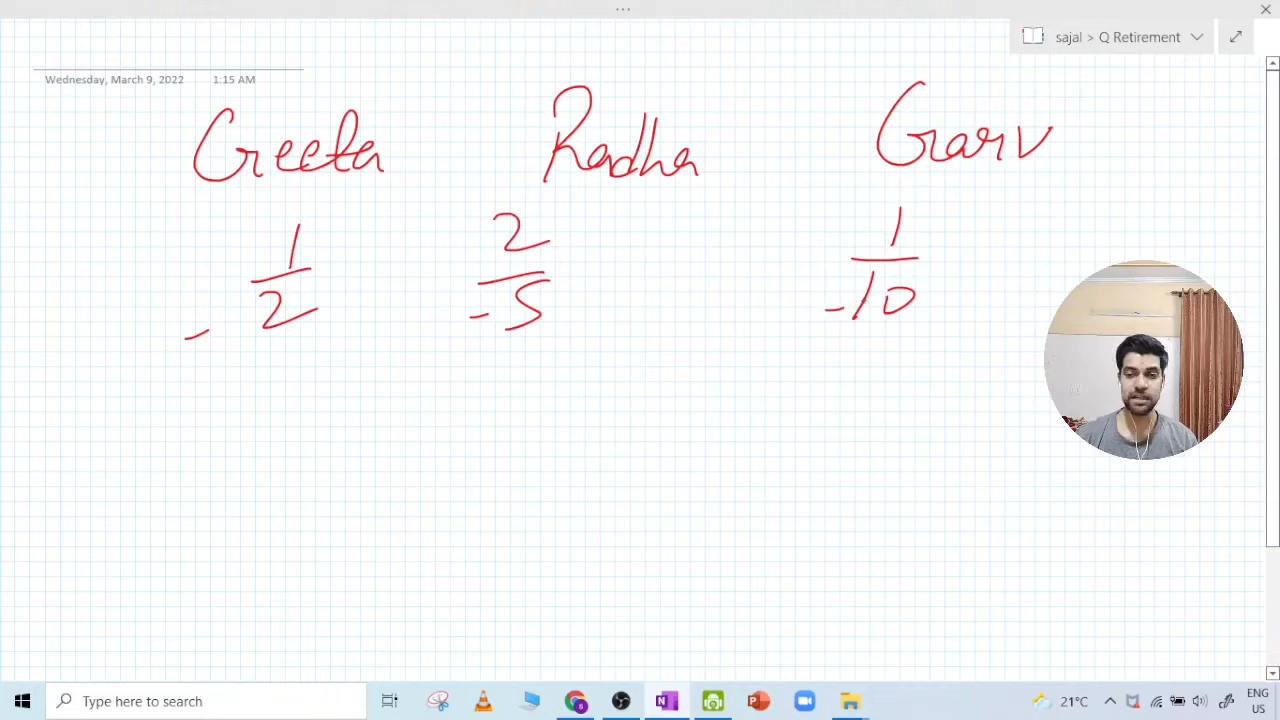 ...
sajal > Q Retirement
Wednesday, March 9, 2022 1:15 AM
Geeta Radha Garv
1 2 1
- 2 - 5 - 10
Type here to search
21°C
ENG
US